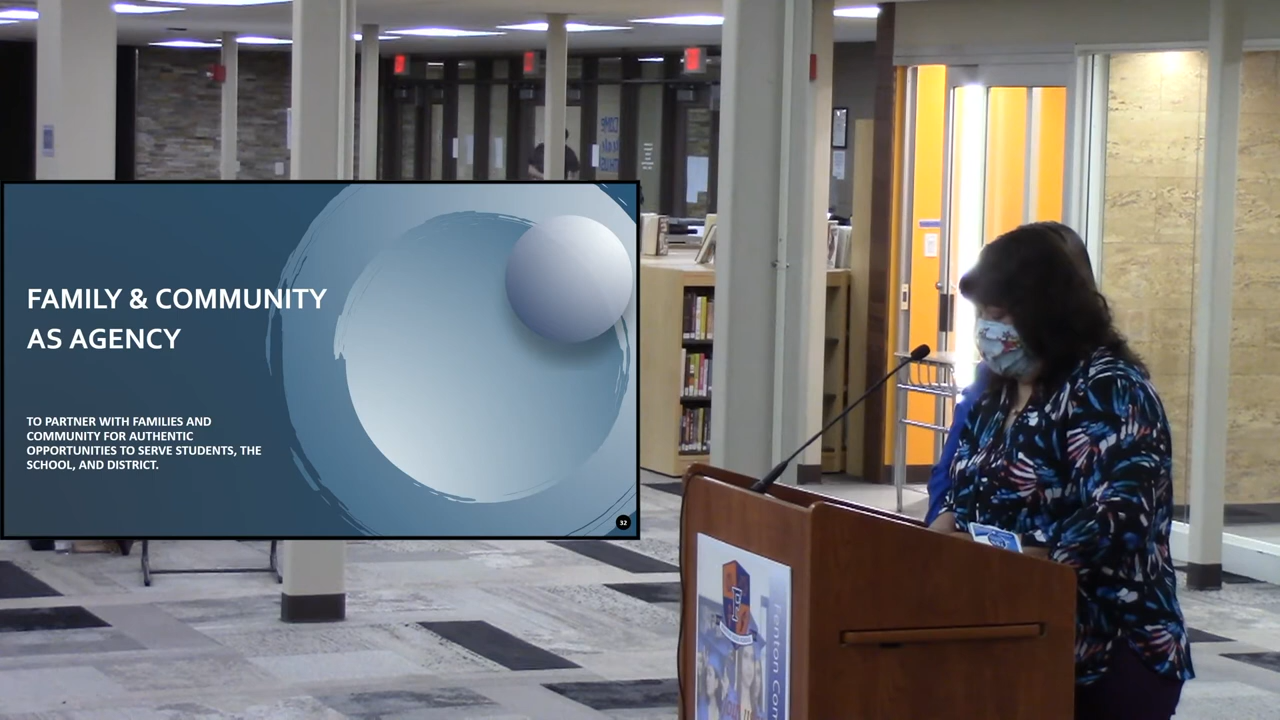 FAMILY & COMMUNITY
AS AGENCY
TO PARTNER WITH FAMILIES AND
COMMUNITY FOR AUTHENTIC
OPPORTUNITIES TO SERVE STUDENTS, THE
SCHOOL, AND DISTRICT.
32
Fenton Com